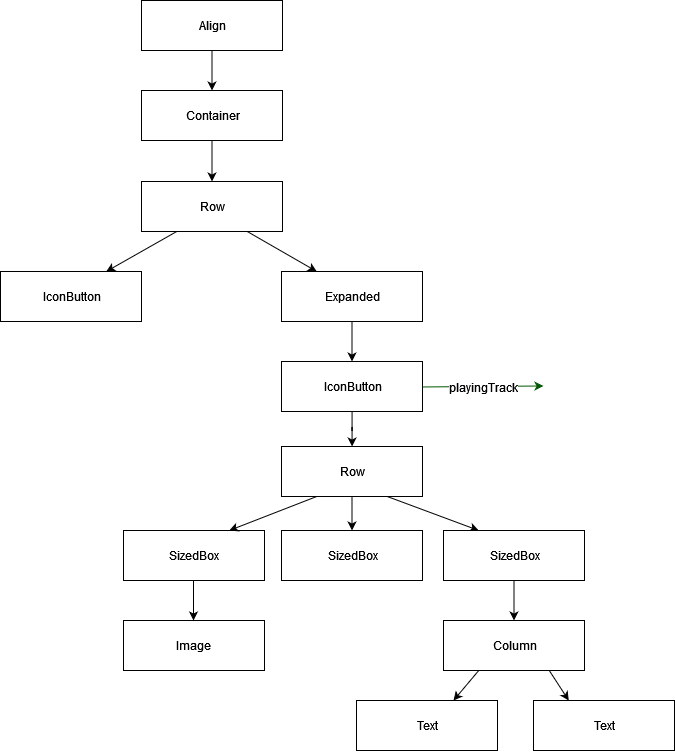 Align
Container
Row
IconButton
Expanded
IconButton
playingTrack
Row
SizedBox
SizedBox
SizedBox
Image
Column
Text
Text